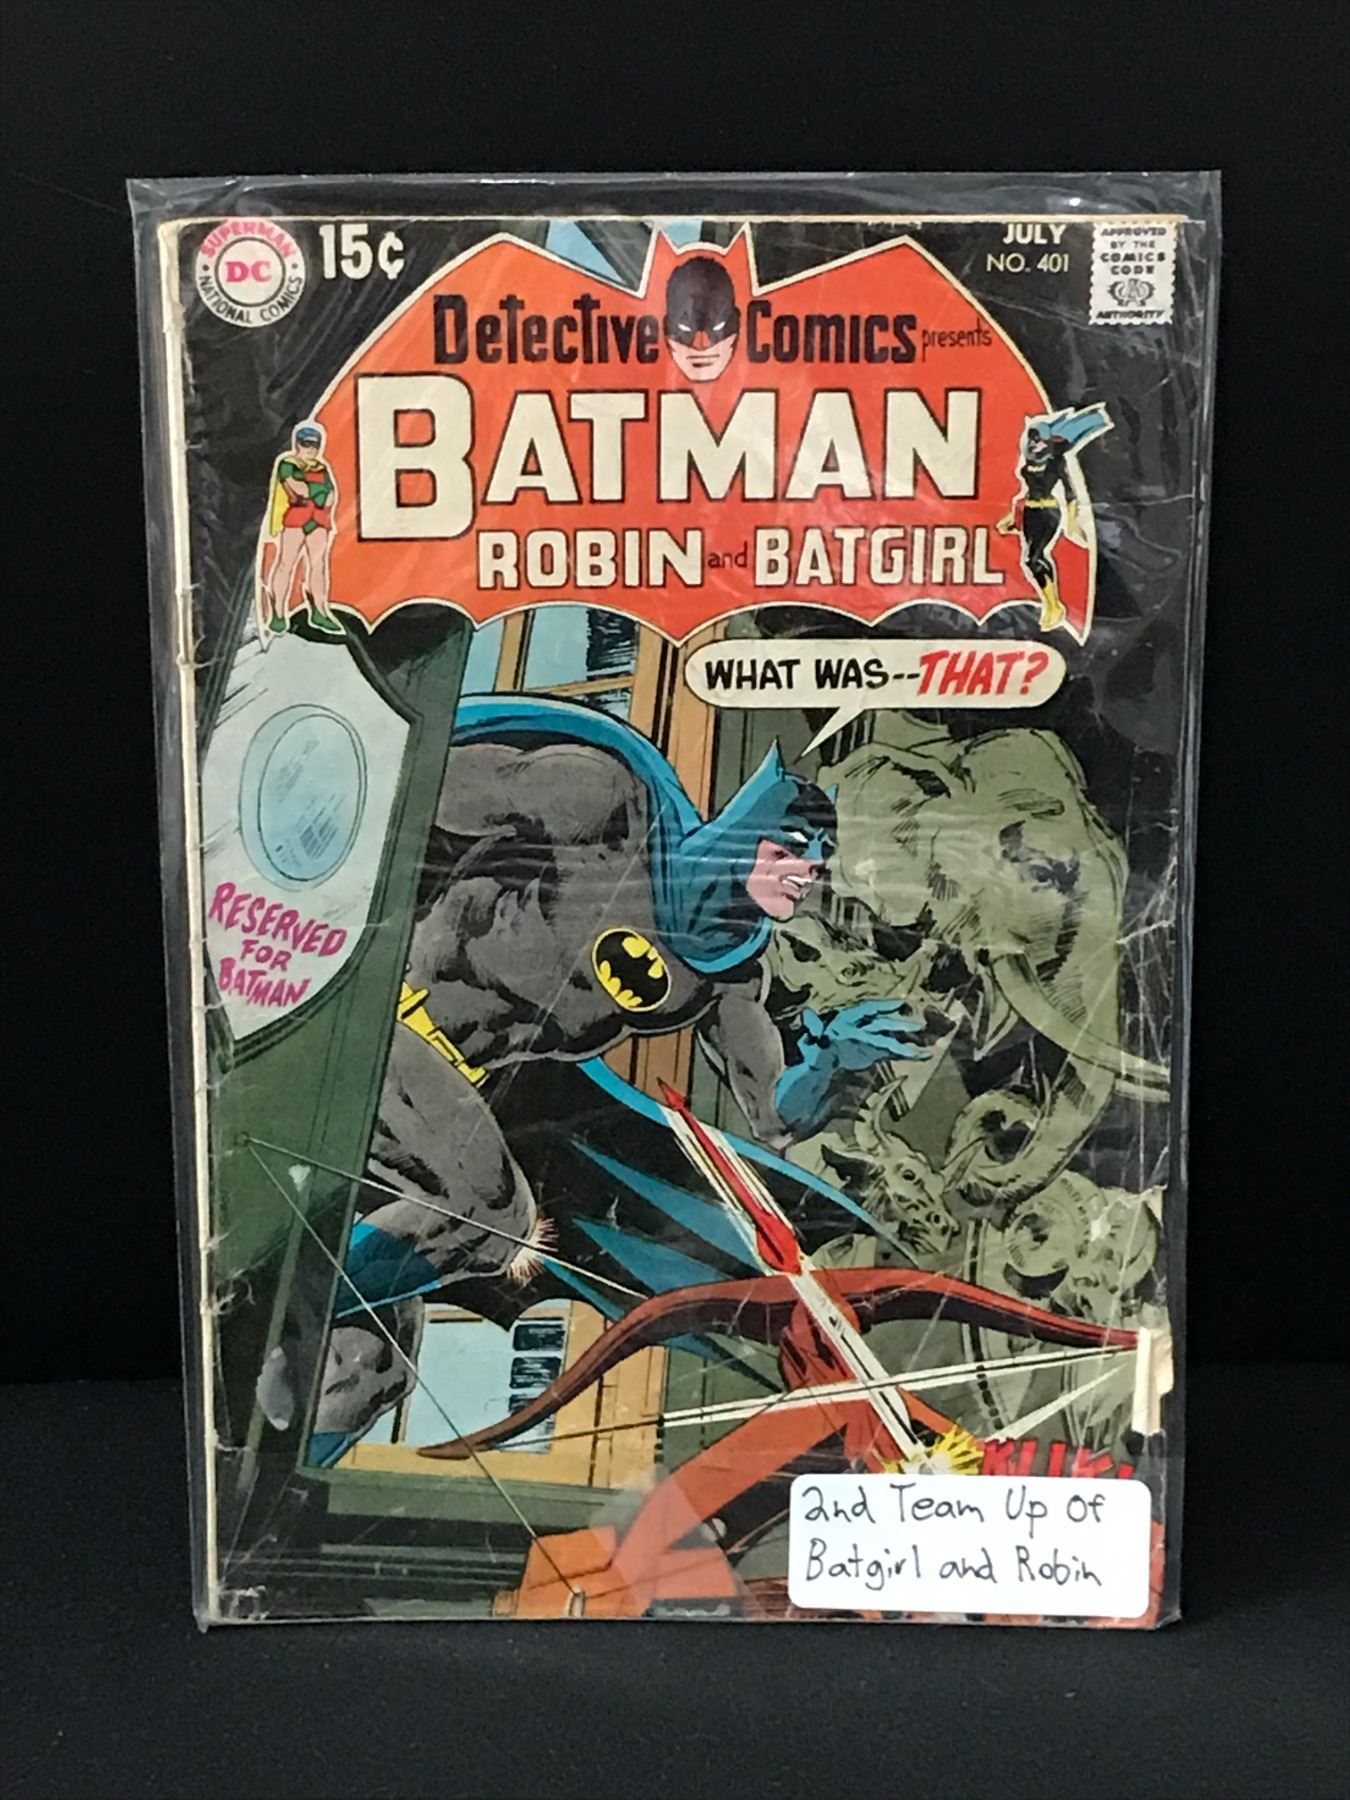 SUPERMAN
DC
NATIONAL COMICS
15¢
JULY
NO. 401
APPROVED
BY THE
COMICS
CODE
AUTHORITY
Detective Comics presents
BATMAN
ROBIN and BATGIRL
WHAT WAS--THAT?
RESERVED
FOR
BATMAN
2nd Team Up Of
Batgirl and Robin